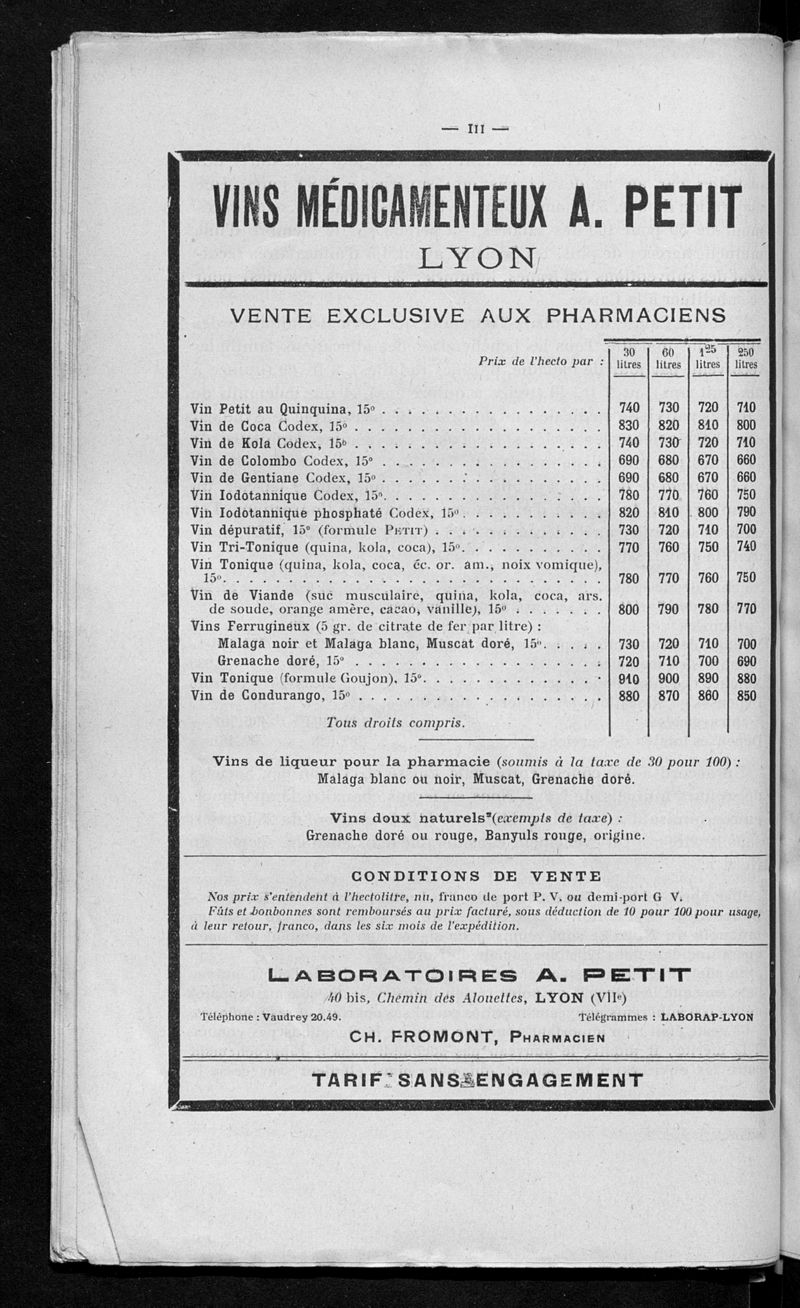 — III —
VINS MÉDICAMENTEUX A. PETIT
LYON
VENTE EXCLUSIVE AUX PHARMACIENS
Prix de l'hecto par : 30 litres 60 litres 125 litres 250 litres
Vin Petit au Quinquina, 15° . . . . . . . . . . . . . . . . . 740 730 720 710
Vin de Coca Codex, 15° . . . . . . . . . . . . . . . . . . . 830 820 810 800
Vin de Kola Codex, 15° . . . . . . . . . . . . . . . . . . . 740 730 720 710
Vin de Colombo Codex, 15° . . . . . . . . . . . . . . . . . 690 680 670 660
Vin de Gentiane Codex, 15° . . . . . . . . . . . . . . . . . 690 680 670 660
Vin Iodotannique Codex, 15°. . . . . . . . . . . . . . . . . 780 770 760 750
Vin Iodotannique phosphaté Codex, 15°. . . . . . . . . . . 820 810 800 790
Vin dépuratif, 15° (formule PETIT) . . . . . . . . . . . . . 730 720 710 700
Vin Tri-Tonique (quina, kola, coca), 15°. . . . . . . . . . . 770 760 750 740
Vin Tonique (quina, kola, coca, éc. or. am., noix vomique),
15°. . . . . . . . . . . . . . . . . . . . . . . . . . . . . 780 770 760 750
Vin de Viande (suc musculaire, quina, kola, coca, ars.
de soude, orange amère, cacao, vanille), 15° . . . . . . . 800 790 780 770
Vins Ferrugineux (5 gr. de citrate de fer par litre) :
Malaga noir et Malaga blanc, Muscat doré, 15°. . . . . 730 720 710 700
Grenache doré, 15° . . . . . . . . . . . . . . . . . . . 720 710 700 690
Vin Tonique (formule Goujon), 15°. . . . . . . . . . . . . . 910 900 890 880
Vin de Condurango, 15° . . . . . . . . . . . . . . . . . . . 880 870 860 850
Tous droits compris.
Vins de liqueur pour la pharmacie (soumis à la taxe de 30 pour 100) :
Malaga blanc ou noir, Muscat, Grenache doré.
Vins doux naturels (exempts de taxe) :
Grenache doré ou rouge, Banyuls rouge, origine.
CONDITIONS DE VENTE
Nos prix s'entendent à l'hectolitre, nu, franco de port P. V. ou demi-port G V.
Fûts et bonbonnes sont remboursés au prix facturé, sous déduction de 10 pour 100 pour usage,
à leur retour, franco, dans les six mois de l'expédition.
LABORATOIRES A. PETIT
40 bis, Chemin des Alouettes, LYON (VIIe)
Téléphone : Vaudrey 20.49. Télégrammes : LABORAP-LYON
CH. FROMONT, PHARMACIEN
TARIF SANS ENGAGEMENT